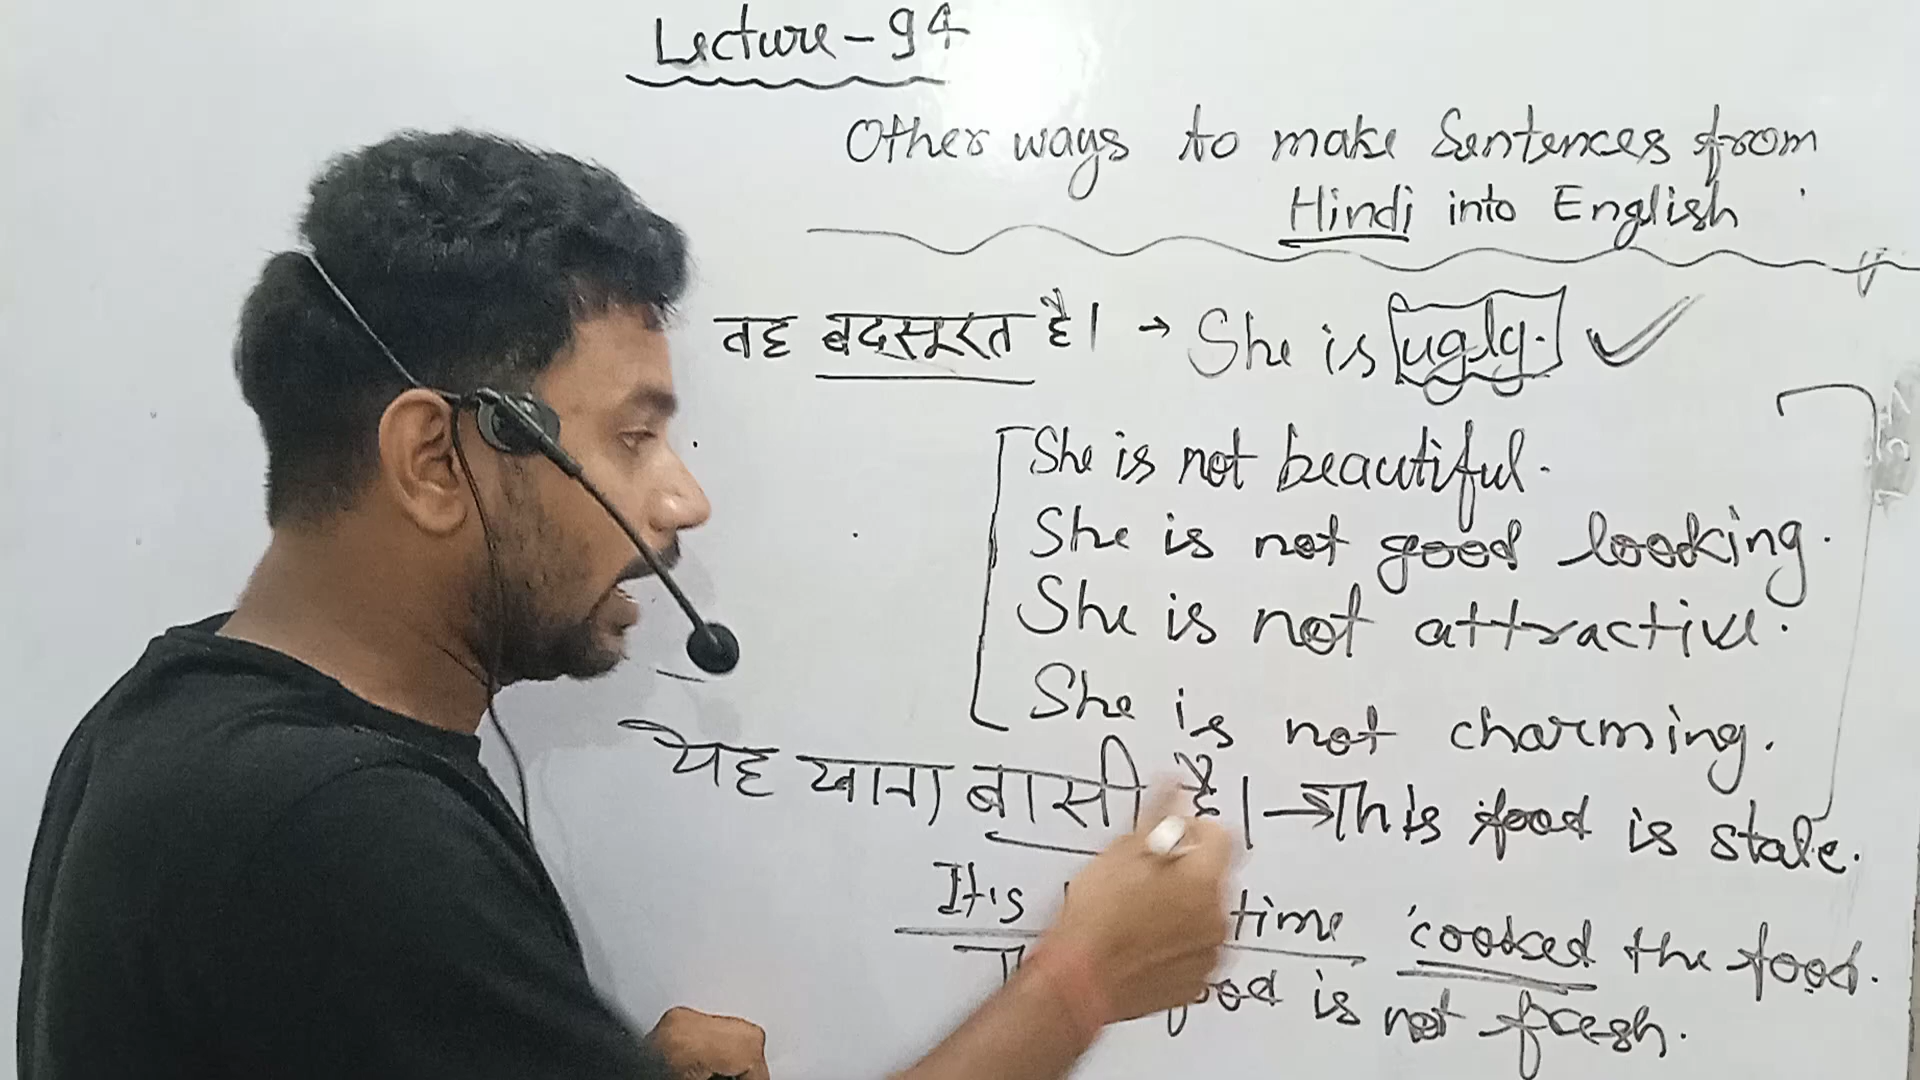 Lecture - 94
Other ways to make Sentences from
Hindi into English
वह बदसूरत है। → She is ugly.
She is not beautiful.
She is not good looking.
She is not attractive.
She is not charming.
यह खाना बासी है। → This food is stale.
It is time cooked the food.
food is not fresh.